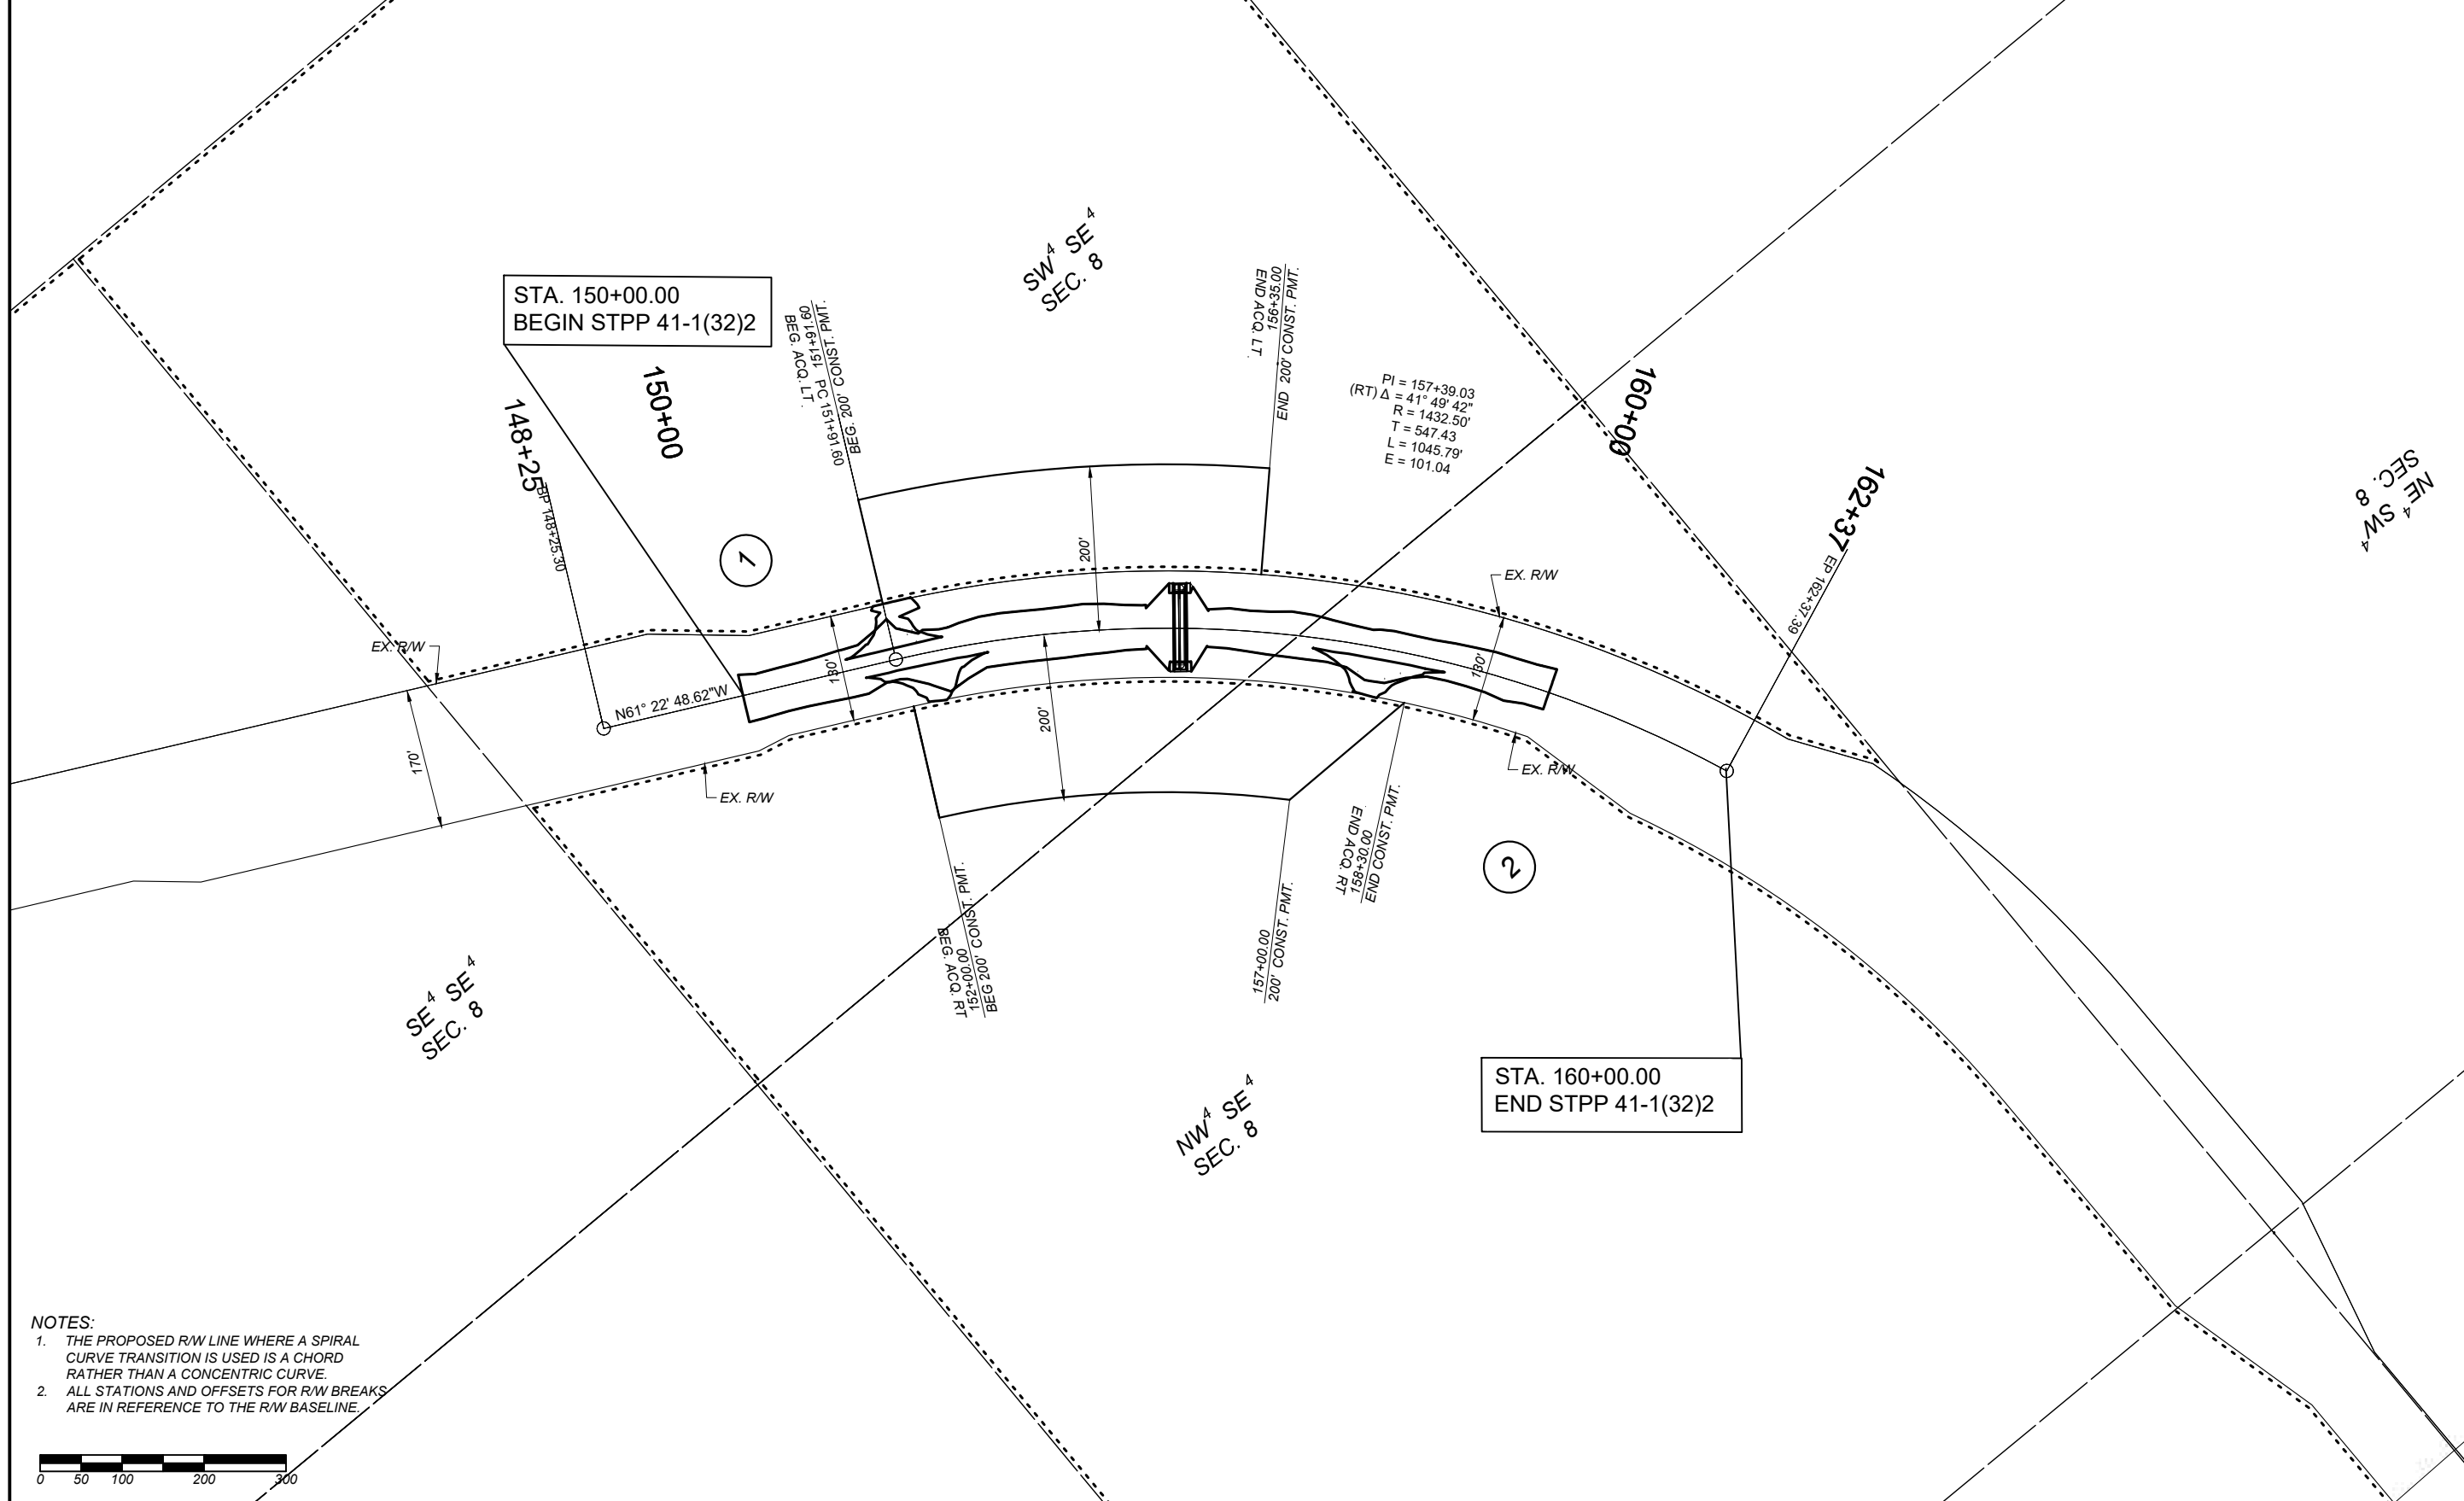 SW⁴ SE⁴
SEC. 8
STA. 150+00.00
BEGIN STPP 41-1(32)2
BEG. 200' CONST. PMT.
151+91.60 PC 151+91.60
BEG. ACQ. LT.
END ACQ. LT.
156+35.00
END 200' CONST. PMT.
148+25
BP 148+25.30
150+00
PI = 157+39.03
(RT) Δ = 41° 49' 42"
R = 1432.50'
T = 547.43
L = 1045.79'
E = 101.04
160+00
162+37
EP 162+37.39
NE⁴ SW⁴
SEC. 8
1
200'
EX. R/W
EX. R/W
130'
130'
N61° 22' 48.62"W
170'
200'
EX. R/W
EX. R/W
BEG. ACQ. RT
152+00.00
BEG 200' CONST. PMT.
157+00.00
200' CONST. PMT.
END ACQ. RT
158+30.00
END CONST. PMT.
2
SE⁴ SE⁴
SEC. 8
NW⁴ SE⁴
SEC. 8
STA. 160+00.00
END STPP 41-1(32)2
NOTES:
1. THE PROPOSED R/W LINE WHERE A SPIRAL
CURVE TRANSITION IS USED IS A CHORD
RATHER THAN A CONCENTRIC CURVE.
2. ALL STATIONS AND OFFSETS FOR R/W BREAKS
ARE IN REFERENCE TO THE R/W BASELINE.
0 50 100 200 300